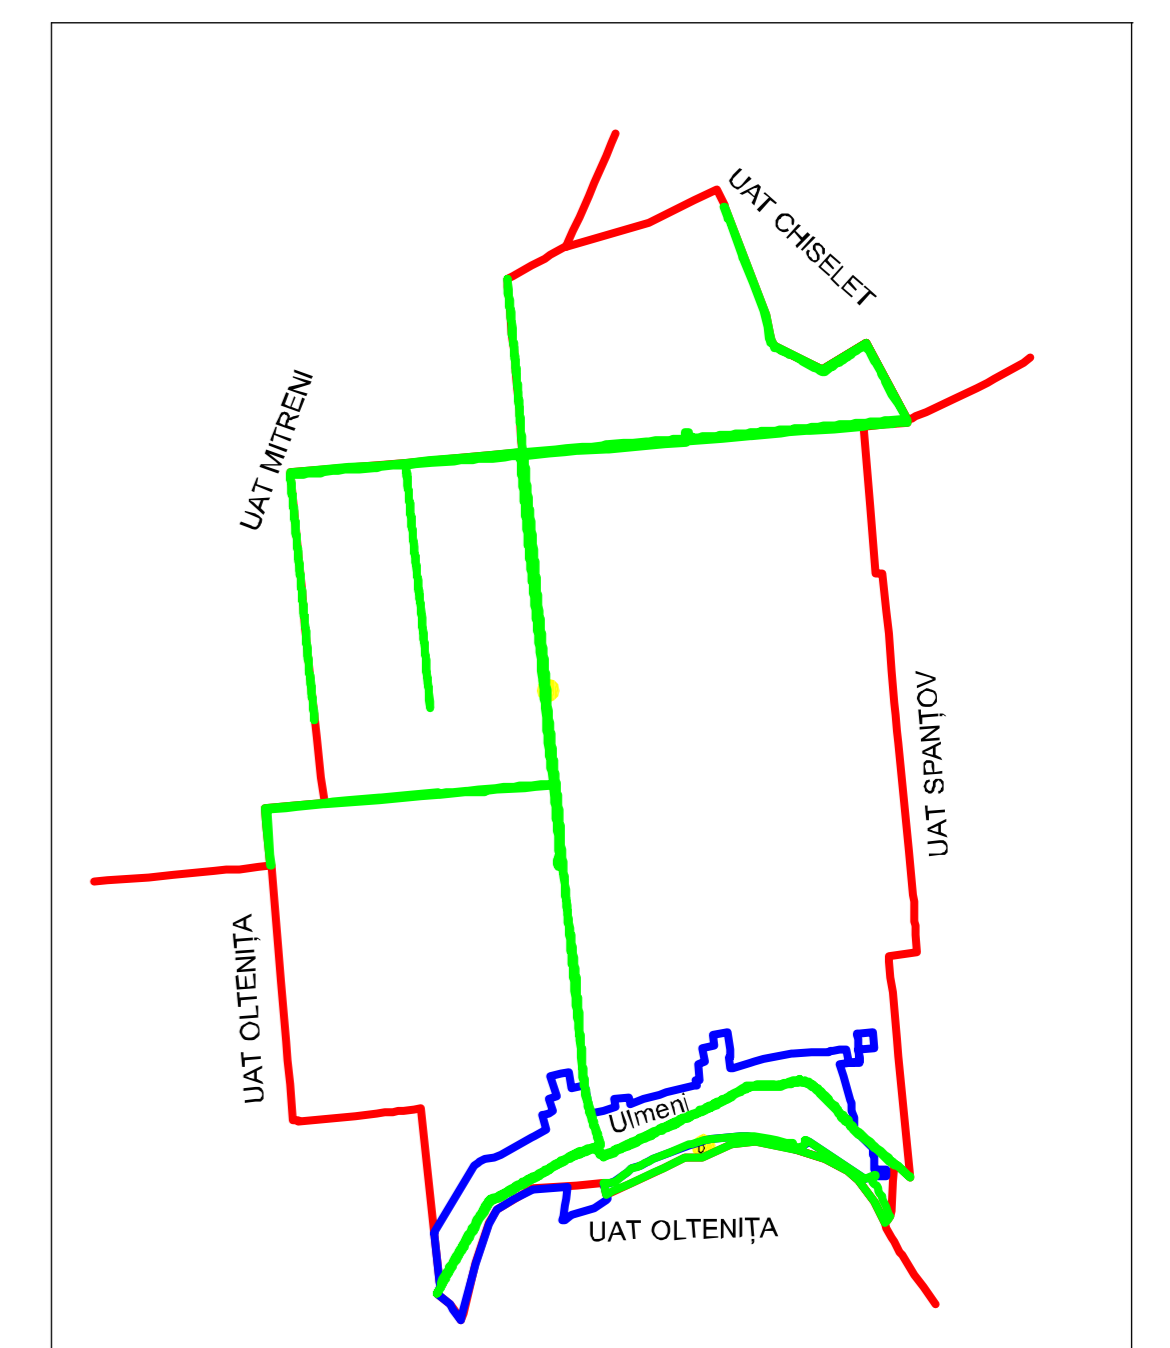 UAT CHISELET
UAT MITRENI
UAT SPANȚOV
UAT OLTENIȚA
Ulmeni
UAT OLTENIȚA